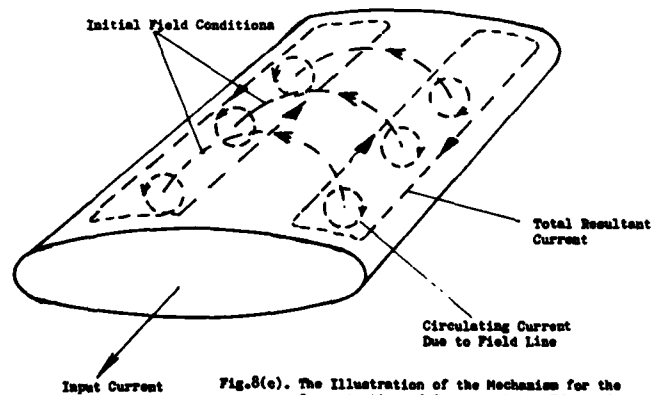 Initial Field Conditions
Total Resultant
Current
Circulating Current
Due to Field Line
Input Current
Fig.8(c). The Illustration of the Mechanism for the